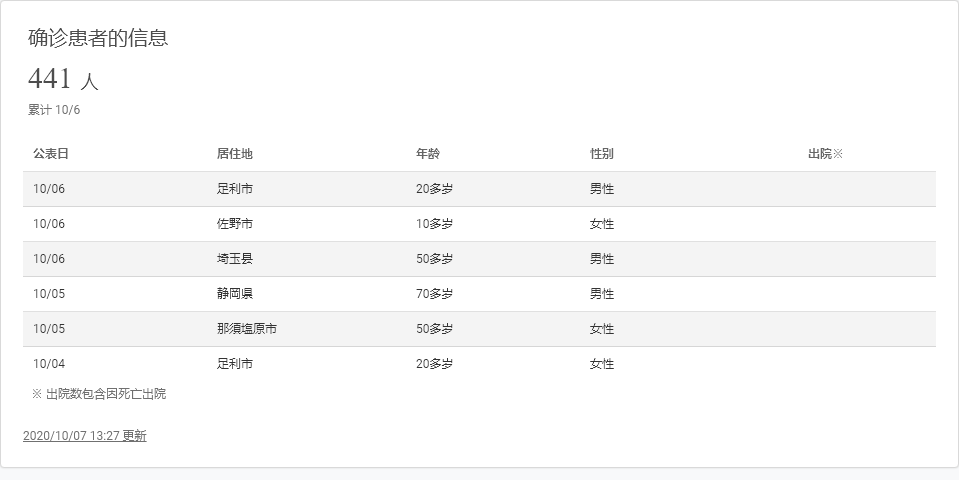 确诊患者的信息
441 人
累计 10/6
公表日 居住地 年龄 性别 出院※
10/06 足利市 20多岁 男性
10/06 佐野市 10多岁 女性
10/06 埼玉县 50多岁 男性
10/05 静岡県 70多岁 男性
10/05 那須塩原市 50多岁 女性
10/04 足利市 20多岁 女性
※ 出院数包含因死亡出院
2020/10/07 13:27 更新